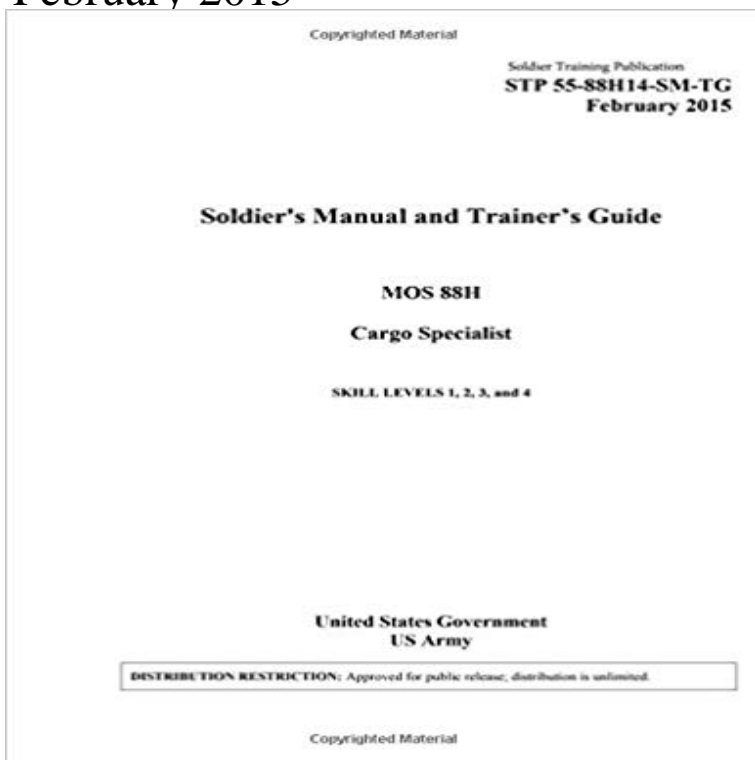 February 2015
Copyrighted Material
Soldier Training Publication
STP 55-88H14-SM-TG
February 2015
Soldier's Manual and Trainer's Guide
MOS 88H
Cargo Specialist
SKILL LEVELS 1, 2, 3, and 4
United States Government
US Army
DISTRIBUTION RESTRICTION: Approved for public release; distribution is unlimited.
Copyrighted Material